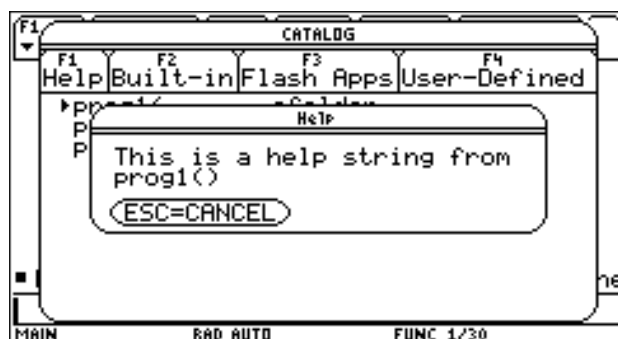 F1
CATALOG
F1 F2 F3 F4
Help Built-in Flash Apps User-Defined
Help
This is a help string from
prog1()
ESC=CANCEL
MAIN RAD AUTO FUNC 1/30